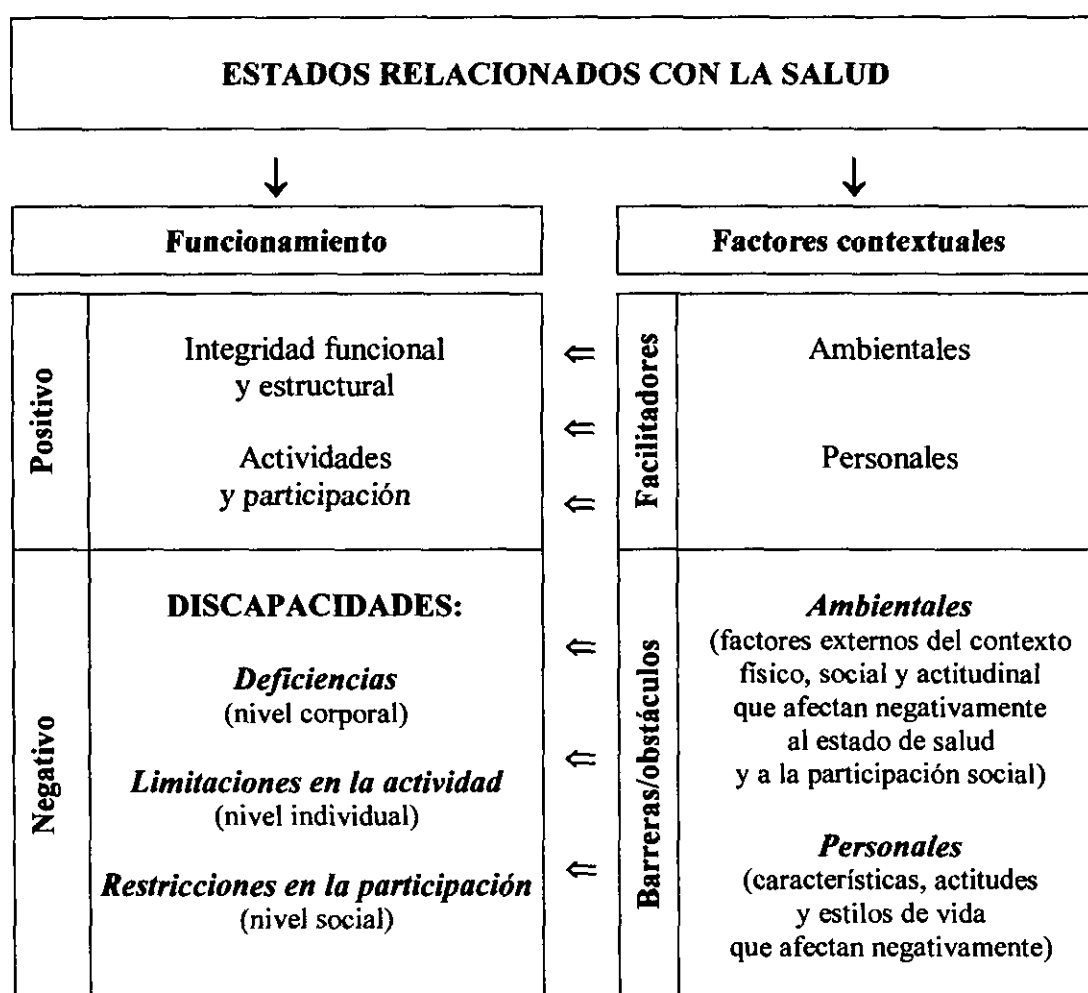 ESTADOS RELACIONADOS CON LA SALUD
↓
↓
Funcionamiento
Factores contextuales
Positivo
Integridad funcional
y estructural
Actividades
y participación
⇐
⇐
⇐
Facilitadores
Ambientales
Personales
Negativo
DISCAPACIDADES:
Deficiencias
(nivel corporal)
Limitaciones en la actividad
(nivel individual)
Restricciones en la participación
(nivel social)
⇐
⇐
⇐
Barreras/obstáculos
Ambientales
(factores externos del contexto
físico, social y actitudinal
que afectan negativamente
al estado de salud
y a la participación social)
Personales
(características, actitudes
y estilos de vida
que afectan negativamente)